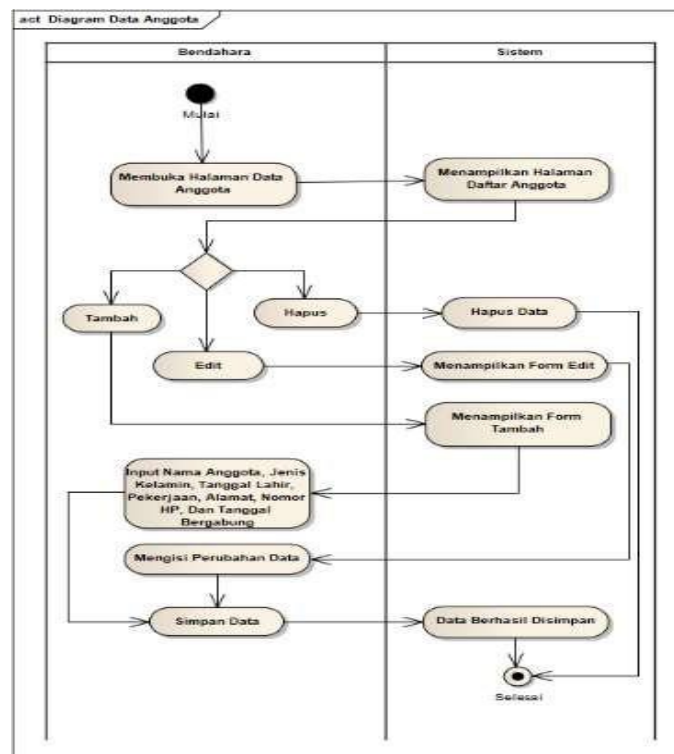 act Diagram Data Anggota
Bendahara
Sistem
Mulai
Membuka Halaman Data
Anggota
Menampilkan Halaman
Daftar Anggota
Tambah
Hapus
Hapus Data
Edit
Menampilkan Form Edit
Menampilkan Form
Tambah
Input Nama Anggota, Jenis
Kelamin, Tanggal Lahir,
Pekerjaan, Alamat, Nomor
HP, Dan Tanggal
Bergabung
Mengisi Perubahan Data
Simpan Data
Data Berhasil Disimpan
Selesai